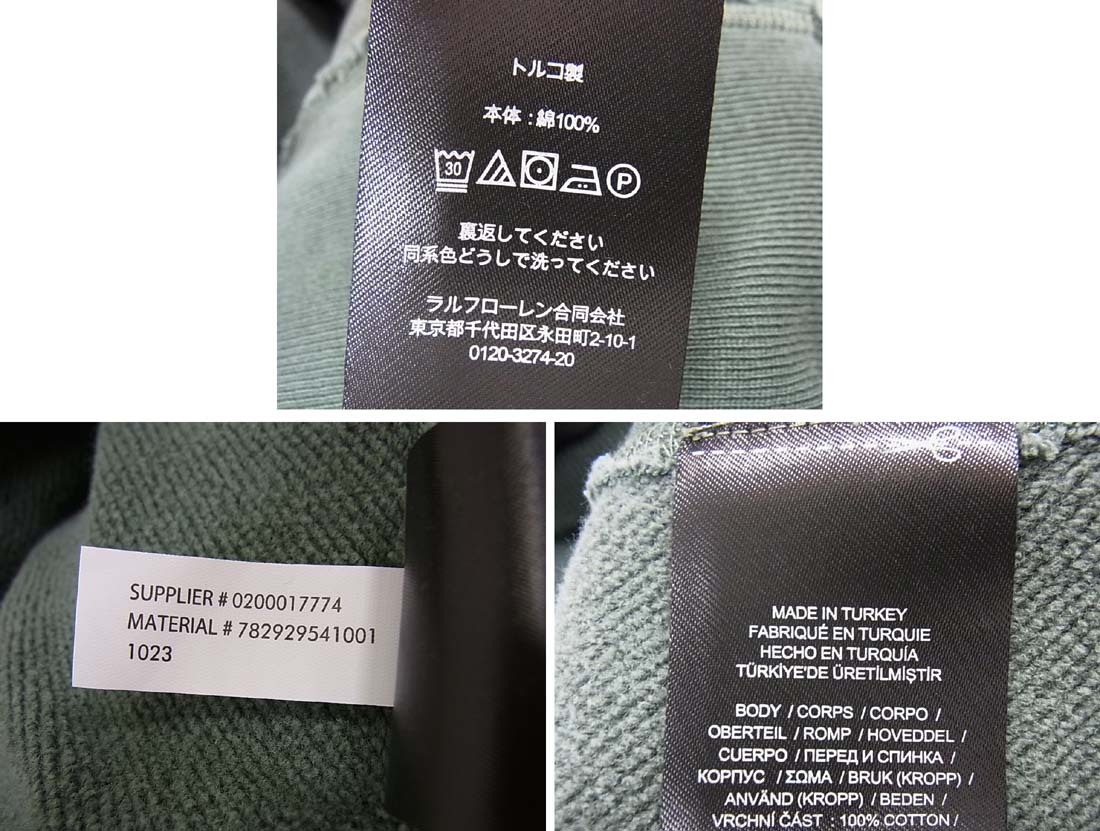 トルコ製
本体：綿100%
30 P
裏返してください
同系色どうしで洗ってください
ラルフローレン合同会社
東京都千代田区永田町2-10-1
0120-3274-20
SUPPLIER # 0200017774
MATERIAL # 782929541001
1023
MADE IN TURKEY
FABRIQUÉ EN TURQUIE
HECHO EN TURQUÍA
TÜRKİYE'DE ÜRETİLMİŞTİR
BODY / CORPS / CORPO /
OBERTEIL / ROMP / HOVEDDEL /
CUERPO / ПЕРЕД И СПИНКА /
КОРПУС / ΣΩΜΑ / BRUK (KROPP) /
ANVÄND (KROPP) / BEDEN /
VRCHNÍ ČÁST : 100% COTTON /